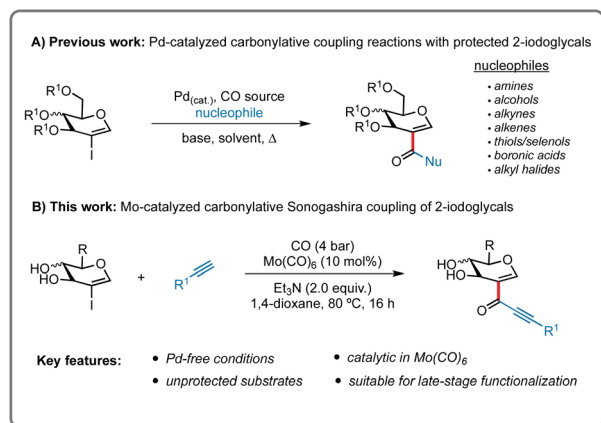 A) Previous work: Pd-catalyzed carbonylative coupling reactions with protected 2-iodoglycals
nucleophiles
R¹O
R¹O
R¹O
O
I
Pd(cat.), CO source
nucleophile
base, solvent, Δ
R¹O
R¹O
R¹O
O
O
Nu
• amines
• alcohols
• alkynes
• alkenes
• thiols/selenols
• boronic acids
• alkyl halides
B) This work: Mo-catalyzed carbonylative Sonogashira coupling of 2-iodoglycals
R
HO
HO
O
I
+
R¹
CO (4 bar)
Mo(CO)₆ (10 mol%)
Et₃N (2.0 equiv.)
1,4-dioxane, 80 ºC, 16 h
R
HO
HO
O
O
R¹
Key features:
• Pd-free conditions
• catalytic in Mo(CO)₆
• unprotected substrates
• suitable for late-stage functionalization